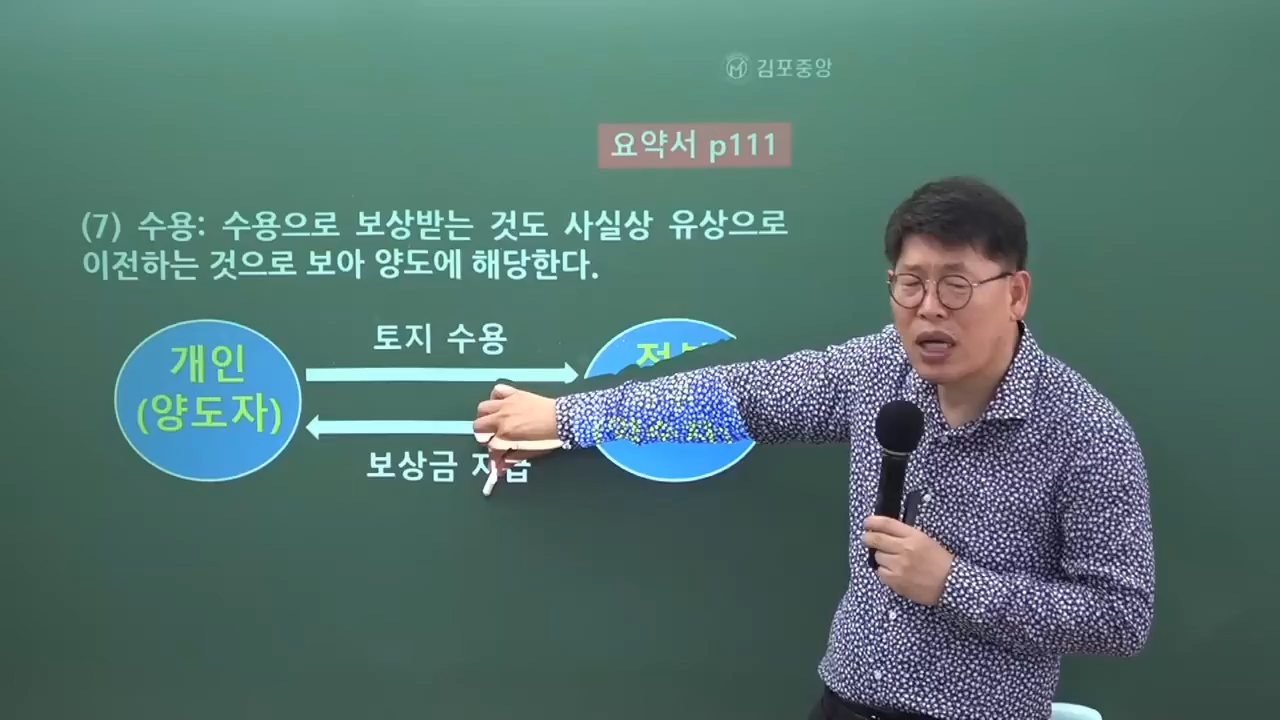 김포중앙
요약서 p111
(7) 수용: 수용으로 보상받는 것도 사실상 유상으로
이전하는 것으로 보아 양도에 해당한다.
토지 수용
개인
(양도자)
보상금 지급